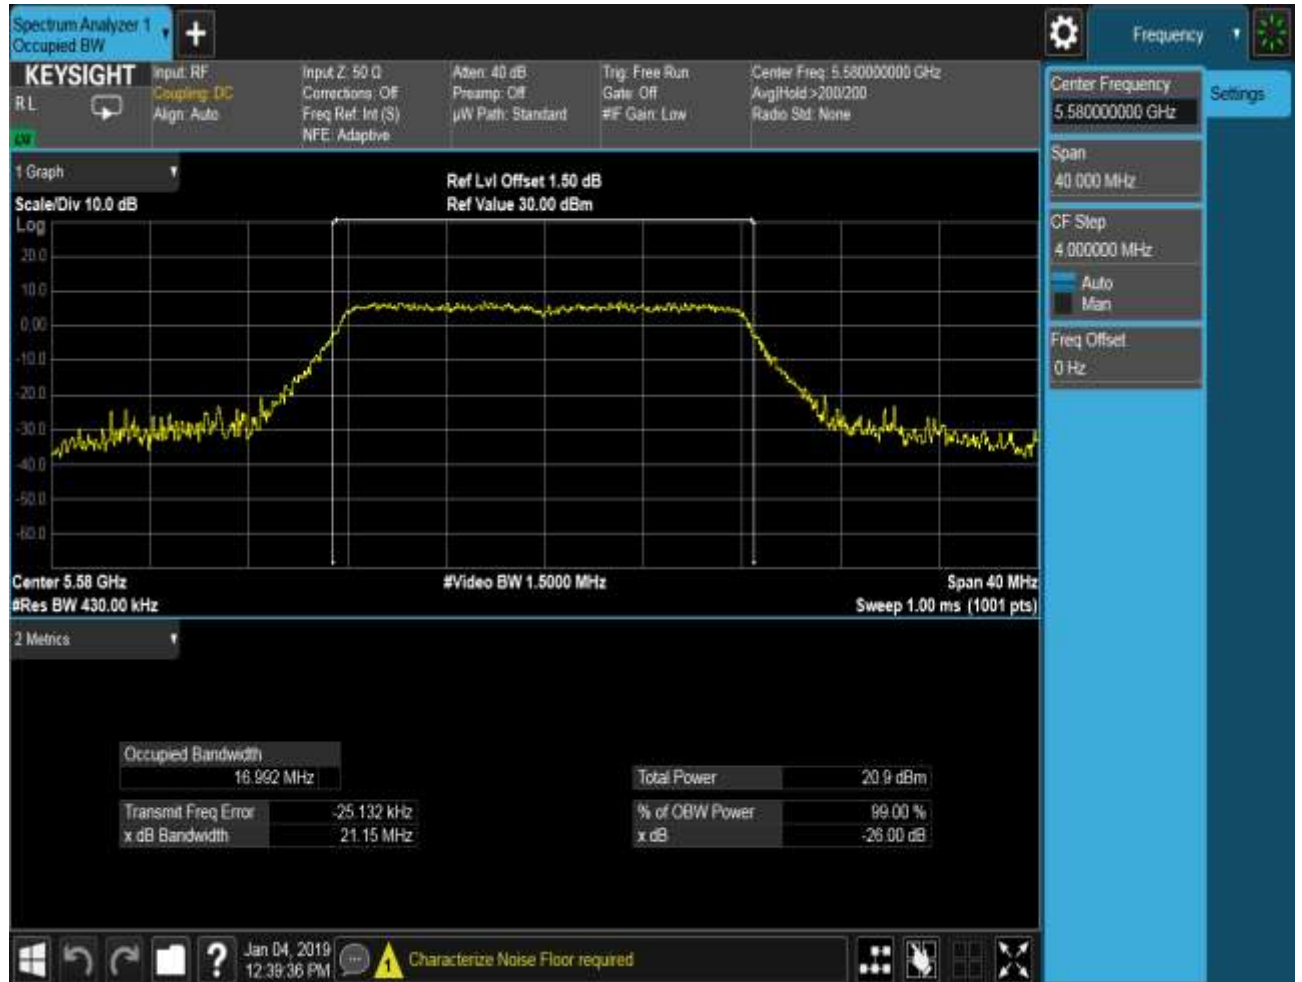 Spectrum Analyzer 1
Occupied BW
+
Frequency
KEYSIGHT
RL
Input: RF
Coupling: DC
Align: Auto
Input Z: 50 Ω
Corrections: Off
Freq Ref: Int (S)
NFE: Adaptive
Atten: 40 dB
Preamp: Off
µW Path: Standard
Trig: Free Run
Gate: Off
#IF Gain: Low
Center Freq: 5.580000000 GHz
Avg|Hold:>200/200
Radio Std: None
Center Frequency
5.580000000 GHz
Settings
Span
40.000 MHz
CF Step
4.000000 MHz
Auto
Man
Freq Offset
0 Hz
1 Graph
Scale/Div 10.0 dB
Ref Lvl Offset 1.50 dB
Ref Value 30.00 dBm
Log
20.0
10.0
0.00
-10.0
-20.0
-30.0
-40.0
-50.0
-60.0
Center 5.58 GHz
#Video BW 1.5000 MHz
Span 40 MHz
#Res BW 430.00 kHz
Sweep 1.00 ms (1001 pts)
2 Metrics
Occupied Bandwidth
16.992 MHz
Total Power 20.9 dBm
Transmit Freq Error -25.132 kHz
% of OBW Power 99.00 %
x dB Bandwidth 21.15 MHz
x dB -26.00 dB
?
Jan 04, 2019
12:39:36 PM
1
Characterize Noise Floor required